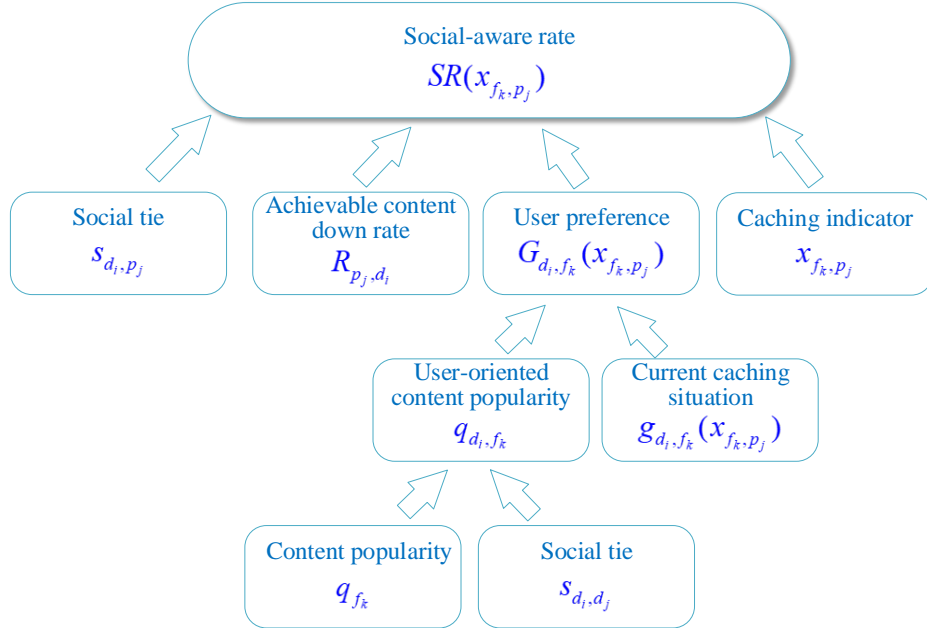 Social-aware rate
$SR(x_{f_k, p_j})$
Social tie
$s_{d_i, p_j}$
Achievable content
down rate
$R_{p_j, d_i}$
User preference
$G_{d_i, f_k}(x_{f_k, p_j})$
Caching indicator
$x_{f_k, p_j}$
User-oriented
content popularity
$q_{d_i, f_k}$
Current caching
situation
$g_{d_i, f_k}(x_{f_k, p_j})$
Content popularity
$q_{f_k}$
Social tie
$s_{d_i, d_j}$